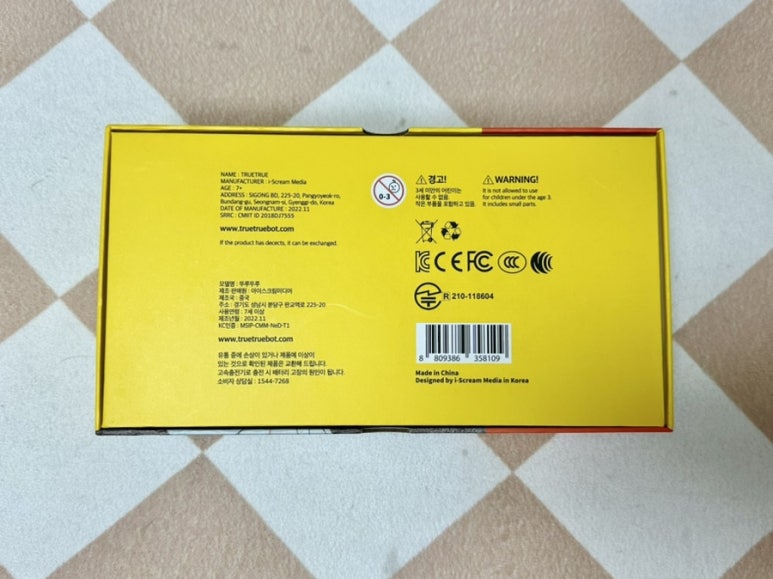 NAME : TRUETRUE
MANUFACTURER : i-Scream Media
AGE : 7+
ADDRESS : SIGONG BD, 225-20, Pangyoyeok-ro,
Bundang-gu, Seongnam-si, Gyenggi-do, Korea
DATE OF MANUFACTURE : 2022.11
SRRC : CMIIT ID 2018DJ7555
www.truetruebot.com
If the product has decects, it can be exchanged.
모델명 : 뚜루뚜루
제조·판매원 : 아이스크림미디어
제조국 : 중국
주소 : 경기도 성남시 분당구 판교역로 225-20
사용연령 : 7세 이상
제조년월 : 2022.11
KC인증 : MSIP-CMM-NeD-T1
www.truetruebot.com
유통 중에 손상이 있거나 제품에 이상이
있는 것으로 확인된 제품은 교환해 드립니다.
고속충전기로 충전 시 배터리 고장의 원인이 됩니다.
소비자 상담실 : 1544-7268
0-3
경고!
3세 미만의 어린이는
사용할 수 없음.
작은 부품을 포함하고 있음.
WARNING!
It is not allowed to use
for children under the age 3.
It includes small parts.
KC CE FC CCC
R 210-118604
8 809386 358109
Made in China
Designed by i-Scream Media in Korea